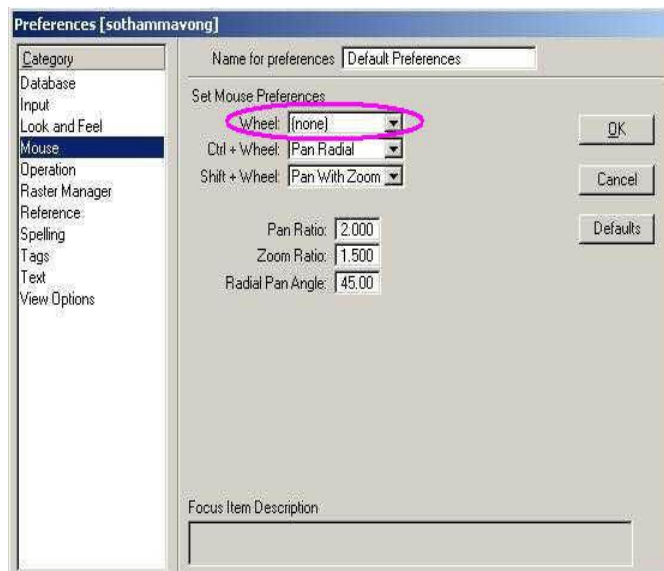 Preferences [sothammavong]
Category
Database
Input
Look and Feel
Mouse
Operation
Raster Manager
Reference
Spelling
Tags
Text
View Options
Name for preferences Default Preferences
Set Mouse Preferences
Wheel: (none)
Ctrl + Wheel: Pan Radial
Shift + Wheel: Pan With Zoom
Pan Ratio: 2.000
Zoom Ratio: 1.500
Radial Pan Angle: 45.00
OK
Cancel
Defaults
Focus Item Description